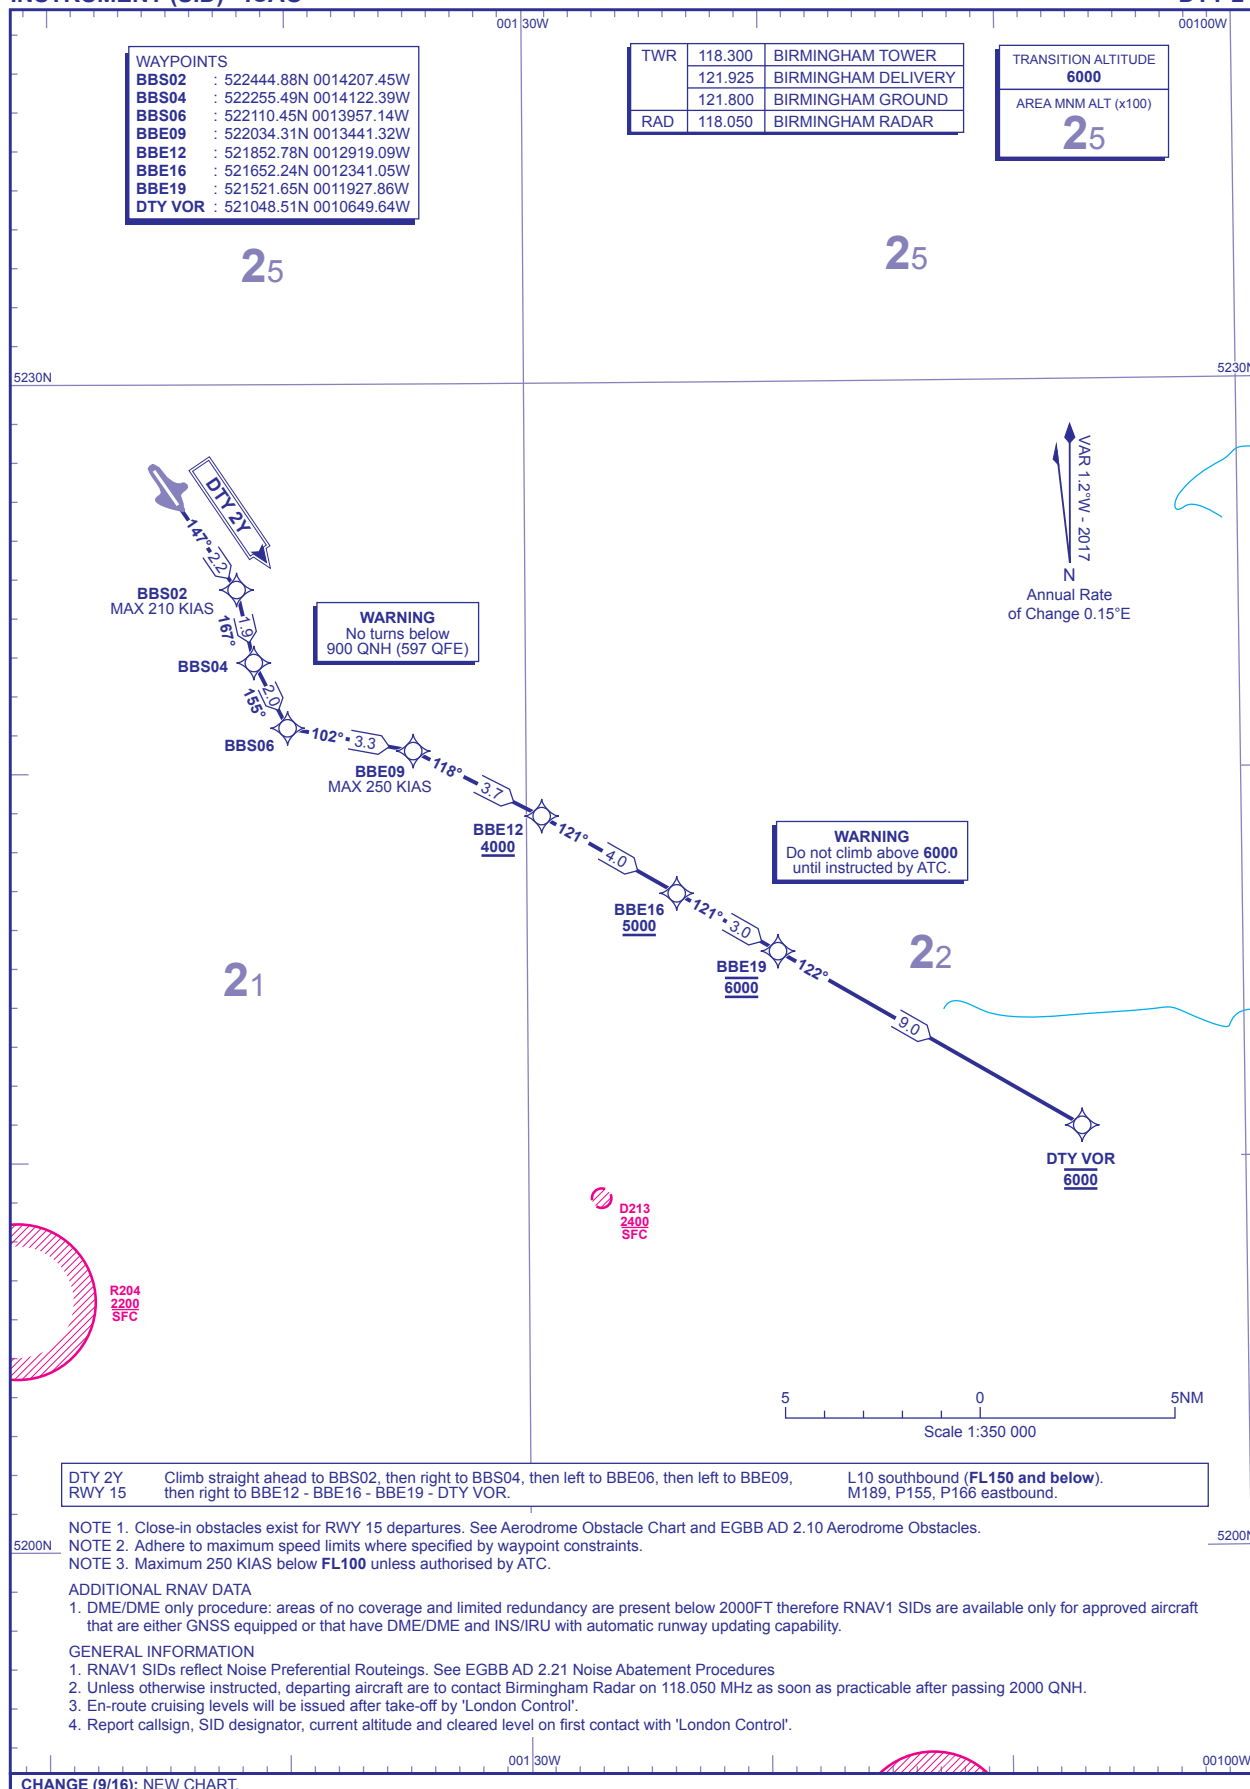 001 30W
00100W
WAYPOINTS
BBS02 : 522444.88N 0014207.45W
BBS04 : 522255.49N 0014122.39W
BBS06 : 522110.45N 0013957.14W
BBE09 : 522034.31N 0013441.32W
BBE12 : 521852.78N 0012919.09W
BBE16 : 521652.24N 0012341.05W
BBE19 : 521521.65N 0011927.86W
DTY VOR : 521048.51N 0010649.64W
TWR 118.300 BIRMINGHAM TOWER
121.925 BIRMINGHAM DELIVERY
121.800 BIRMINGHAM GROUND
RAD 118.050 BIRMINGHAM RADAR
TRANSITION ALTITUDE
6000
AREA MNM ALT (x100)
25
25
25
5230N
5230N
VAR 1.2°W - 2017
N
Annual Rate
of Change 0.15°E
DTY 2Y
147°
2.2
BBS02
MAX 210 KIAS
167°
1.9
BBS04
155°
2.0
BBS06
WARNING
No turns below
900 QNH (597 QFE)
102°
3.3
BBE09
MAX 250 KIAS
118°
3.7
BBE12
4000
121°
4.0
BBE16
5000
121°
3.0
BBE19
6000
122°
9.0
WARNING
Do not climb above 6000
until instructed by ATC.
21
22
DTY VOR
6000
D213
2400
SFC
R204
2200
SFC
5 0 5NM
Scale 1:350 000
DTY 2Y Climb straight ahead to BBS02, then right to BBS04, then left to BBE06, then left to BBE09, L10 southbound (FL150 and below).
RWY 15 then right to BBE12 - BBE16 - BBE19 - DTY VOR. M189, P155, P166 eastbound.
NOTE 1. Close-in obstacles exist for RWY 15 departures. See Aerodrome Obstacle Chart and EGBB AD 2.10 Aerodrome Obstacles.
5200N
5200N
NOTE 2. Adhere to maximum speed limits where specified by waypoint constraints.
NOTE 3. Maximum 250 KIAS below FL100 unless authorised by ATC.
ADDITIONAL RNAV DATA
1. DME/DME only procedure: areas of no coverage and limited redundancy are present below 2000FT therefore RNAV1 SIDs are available only for approved aircraft
that are either GNSS equipped or that have DME/DME and INS/IRU with automatic runway updating capability.
GENERAL INFORMATION
1. RNAV1 SIDs reflect Noise Preferential Routeings. See EGBB AD 2.21 Noise Abatement Procedures
2. Unless otherwise instructed, departing aircraft are to contact Birmingham Radar on 118.050 MHz as soon as practicable after passing 2000 QNH.
3. En-route cruising levels will be issued after take-off by 'London Control'.
4. Report callsign, SID designator, current altitude and cleared level on first contact with 'London Control'.
001 30W
00100W
CHANGE (9/16): NEW CHART.